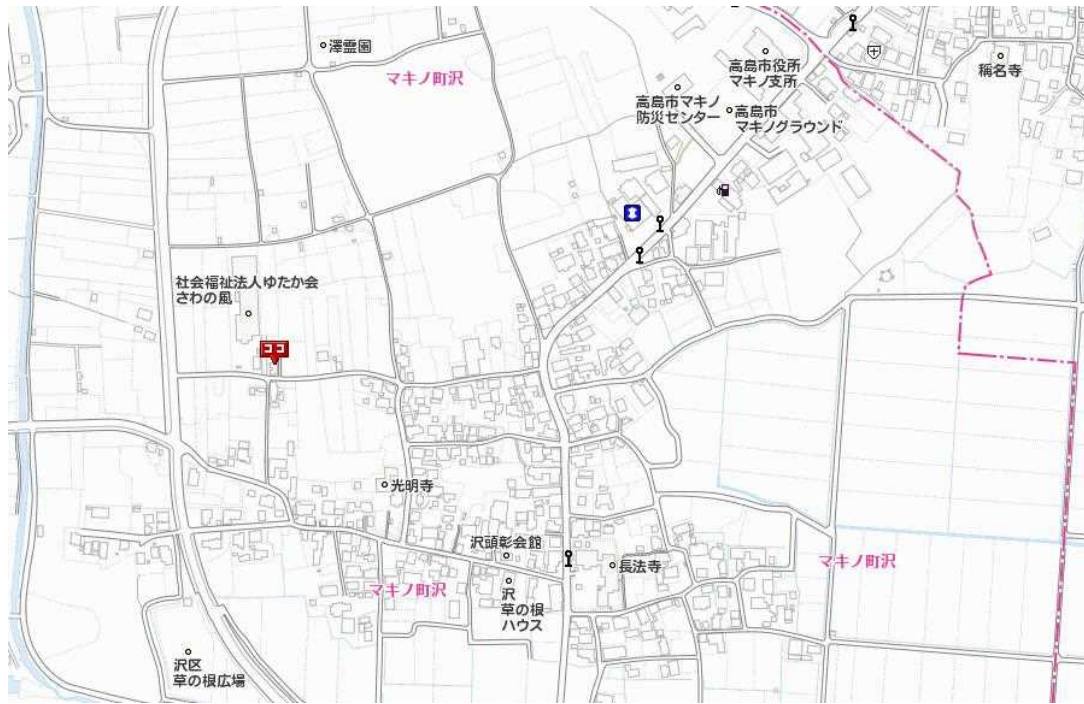 澤霊園
マキノ町沢
高島市役所
マキノ支所
稱名寺
高島市マキノ
防災センター
高島市
マキノグラウンド
社会福祉法人ゆたか会
さわの風
ココ
光明寺
沢頭彰会館
長法寺
マキノ町沢
マキノ町沢
沢
草の根
ハウス
沢区
草の根広場